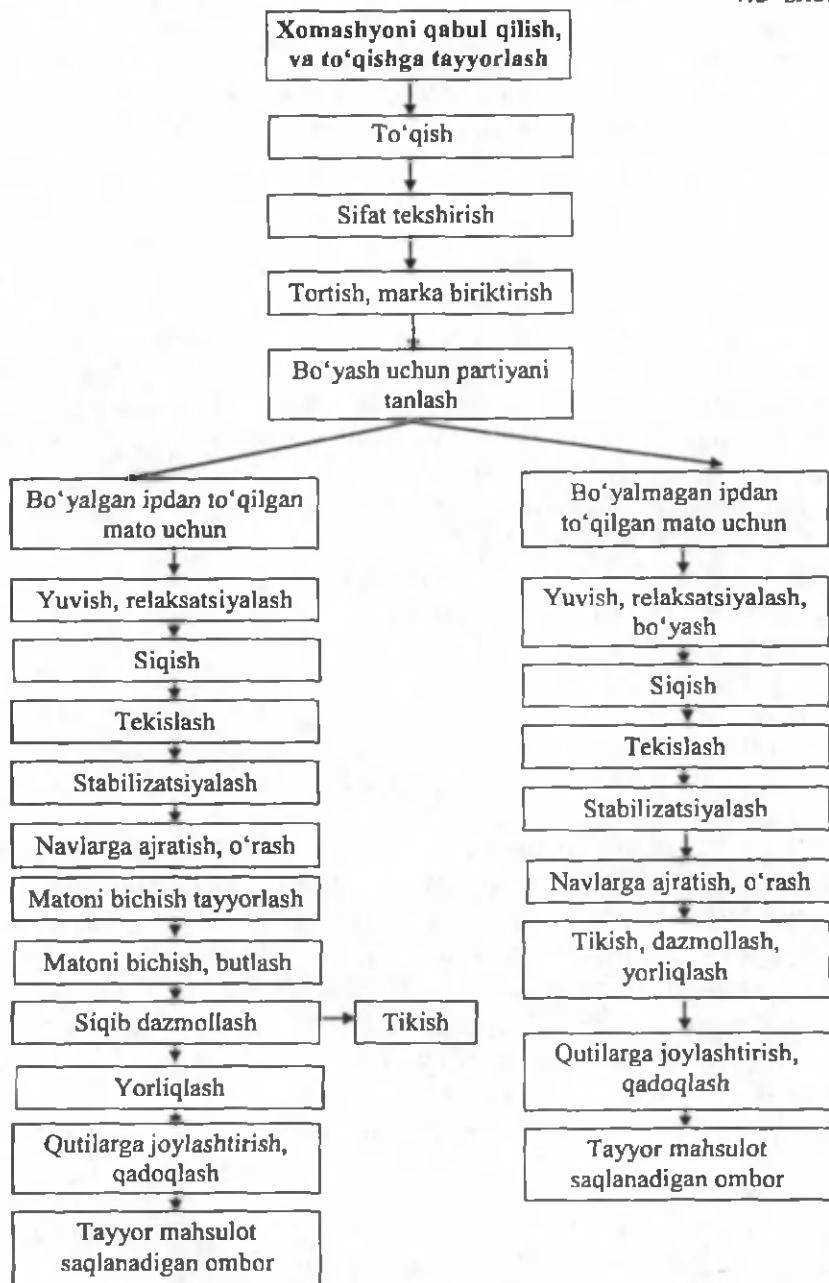 Xomashyoni qabul qilish,
va to‘qishga tayyorlash
To‘qish
Sifat tekshirish
Tortish, marka biriktirish
Bo‘yash uchun partiyani
tanlash
Bo‘yalgan ipdan to‘qilgan
mato uchun
Yuvish, relaksatsiyalash
Siqish
Tekislash
Stabilizatsiyalash
Navlarga ajratish, o‘rash
Matoni bichish tayyorlash
Matoni bichish, butlash
Siqib dazmollash
Tikish
Yorliqlash
Qutilarga joylashtirish,
qadoqlash
Tayyor mahsulot
saqlanadigan ombor
Bo‘yalmagan ipdan
to‘qilgan mato uchun
Yuvish, relaksatsiyalash,
bo‘yash
Siqish
Tekislash
Stabilizatsiyalash
Navlarga ajratish, o‘rash
Tikish, dazmollash,
yorliqlash
Qutilarga joylashtirish,
qadoqlash
Tayyor mahsulot
saqlanadigan ombor